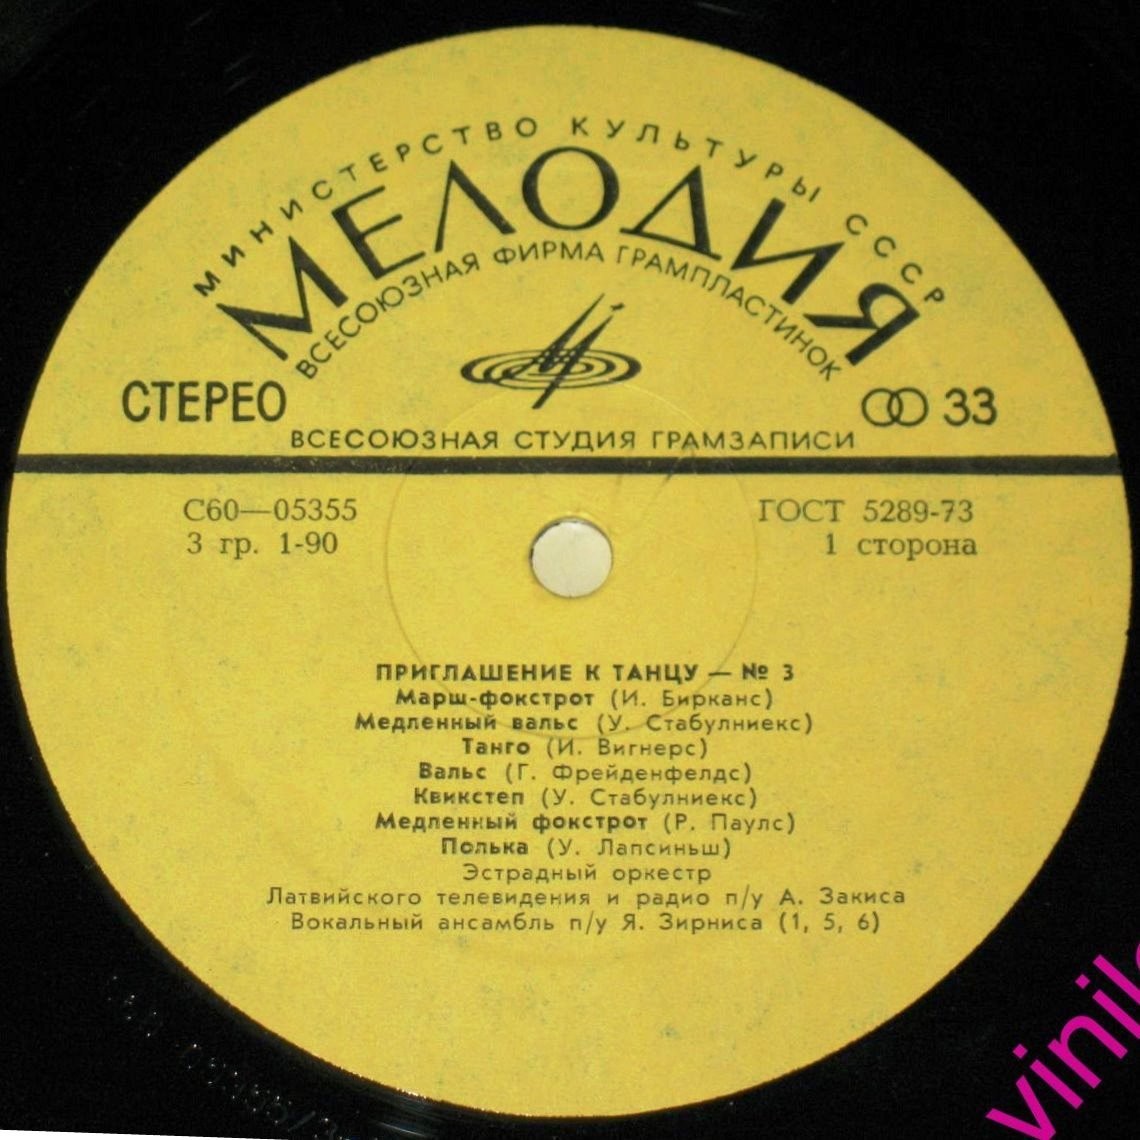 МИНИСТЕРСТВО КУЛЬТУРЫ СССР
МЕЛОДИЯ
ВСЕСОЮЗНАЯ ФИРМА ГРАМПЛАСТИНОК
СТЕРЕО 33
ВСЕСОЮЗНАЯ СТУДИЯ ГРАМЗАПИСИ
С60—05355 ГОСТ 5289-73
3 гр. 1-90 1 сторона
ПРИГЛАШЕНИЕ К ТАНЦУ — № 3
Марш-фокстрот (И. Бирканс)
Медленный вальс (У. Стабулниекс)
Танго (И. Вигнерс)
Вальс (Г. Фрейденфелдс)
Квикстеп (У. Стабулниекс)
Медленный фокстрот (Р. Паулс)
Полька (У. Лапсиньш)
Эстрадный оркестр
Латвийского телевидения и радио п/у А. Закиса
Вокальный ансамбль п/у Я. Зирниса (1, 5, 6)
vinil